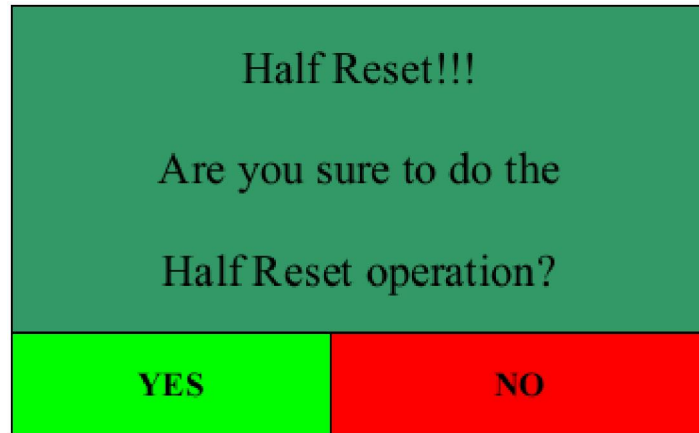 Half Reset!!!
Are you sure to do the
Half Reset operation?
YES
NO